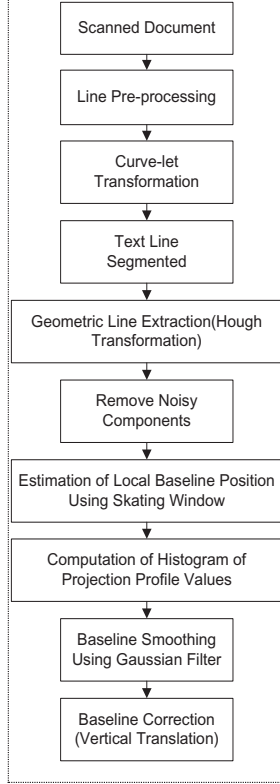 Scanned Document
Line Pre-processing
Curve-let
Transformation
Text Line
Segmented
Geometric Line Extraction(Hough
Transformation)
Remove Noisy
Components
Estimation of Local Baseline Position
Using Skating Window
Computation of Histogram of
Projection Profile Values
Baseline Smoothing
Using Gaussian Filter
Baseline Correction
(Vertical Translation)